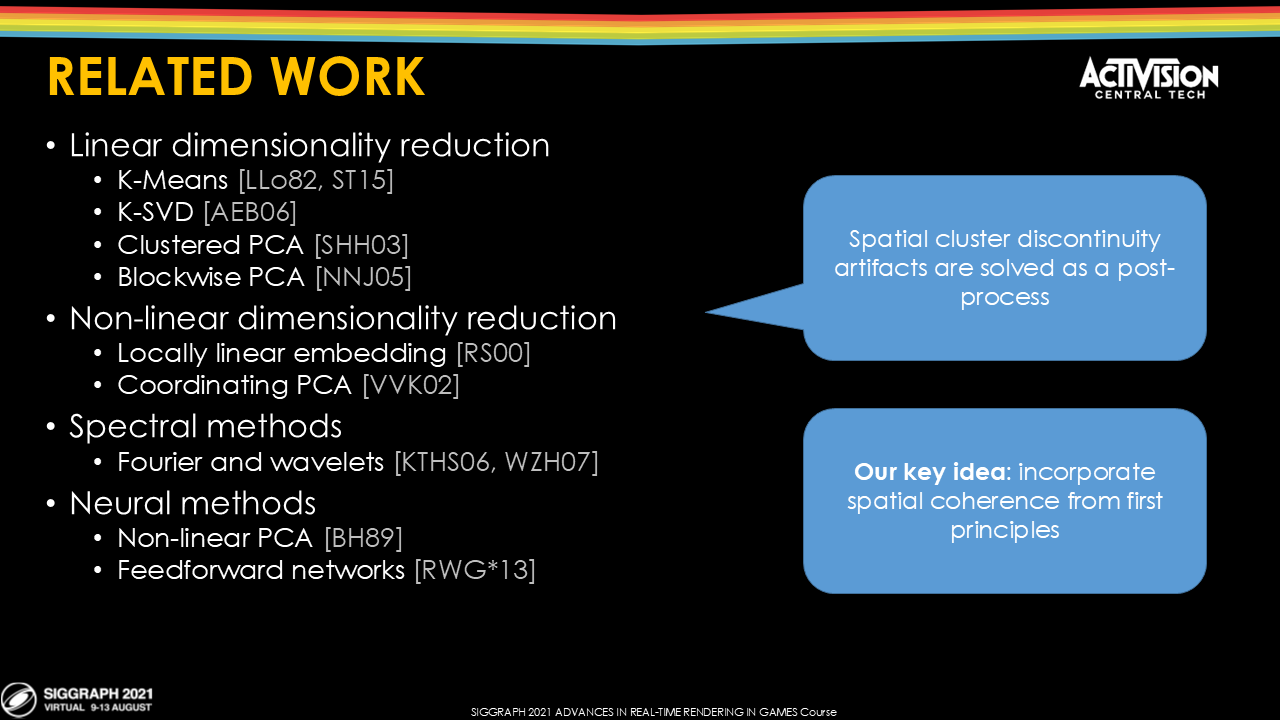 RELATED WORK
ACTIVISION
CENTRAL TECH
• Linear dimensionality reduction
• K-Means [LLo82, ST15]
• K-SVD [AEB06]
• Clustered PCA [SHH03]
• Blockwise PCA [NNJ05]
• Non-linear dimensionality reduction
• Locally linear embedding [RS00]
• Coordinating PCA [VVK02]
• Spectral methods
• Fourier and wavelets [KTHS06, WZH07]
• Neural methods
• Non-linear PCA [BH89]
• Feedforward networks [RWG*13]
Spatial cluster discontinuity
artifacts are solved as a post-
process
Our key idea: incorporate
spatial coherence from first
principles
SIGGRAPH 2021
VIRTUAL 9-13 AUGUST
SIGGRAPH 2021 ADVANCES IN REAL-TIME RENDERING IN GAMES Course